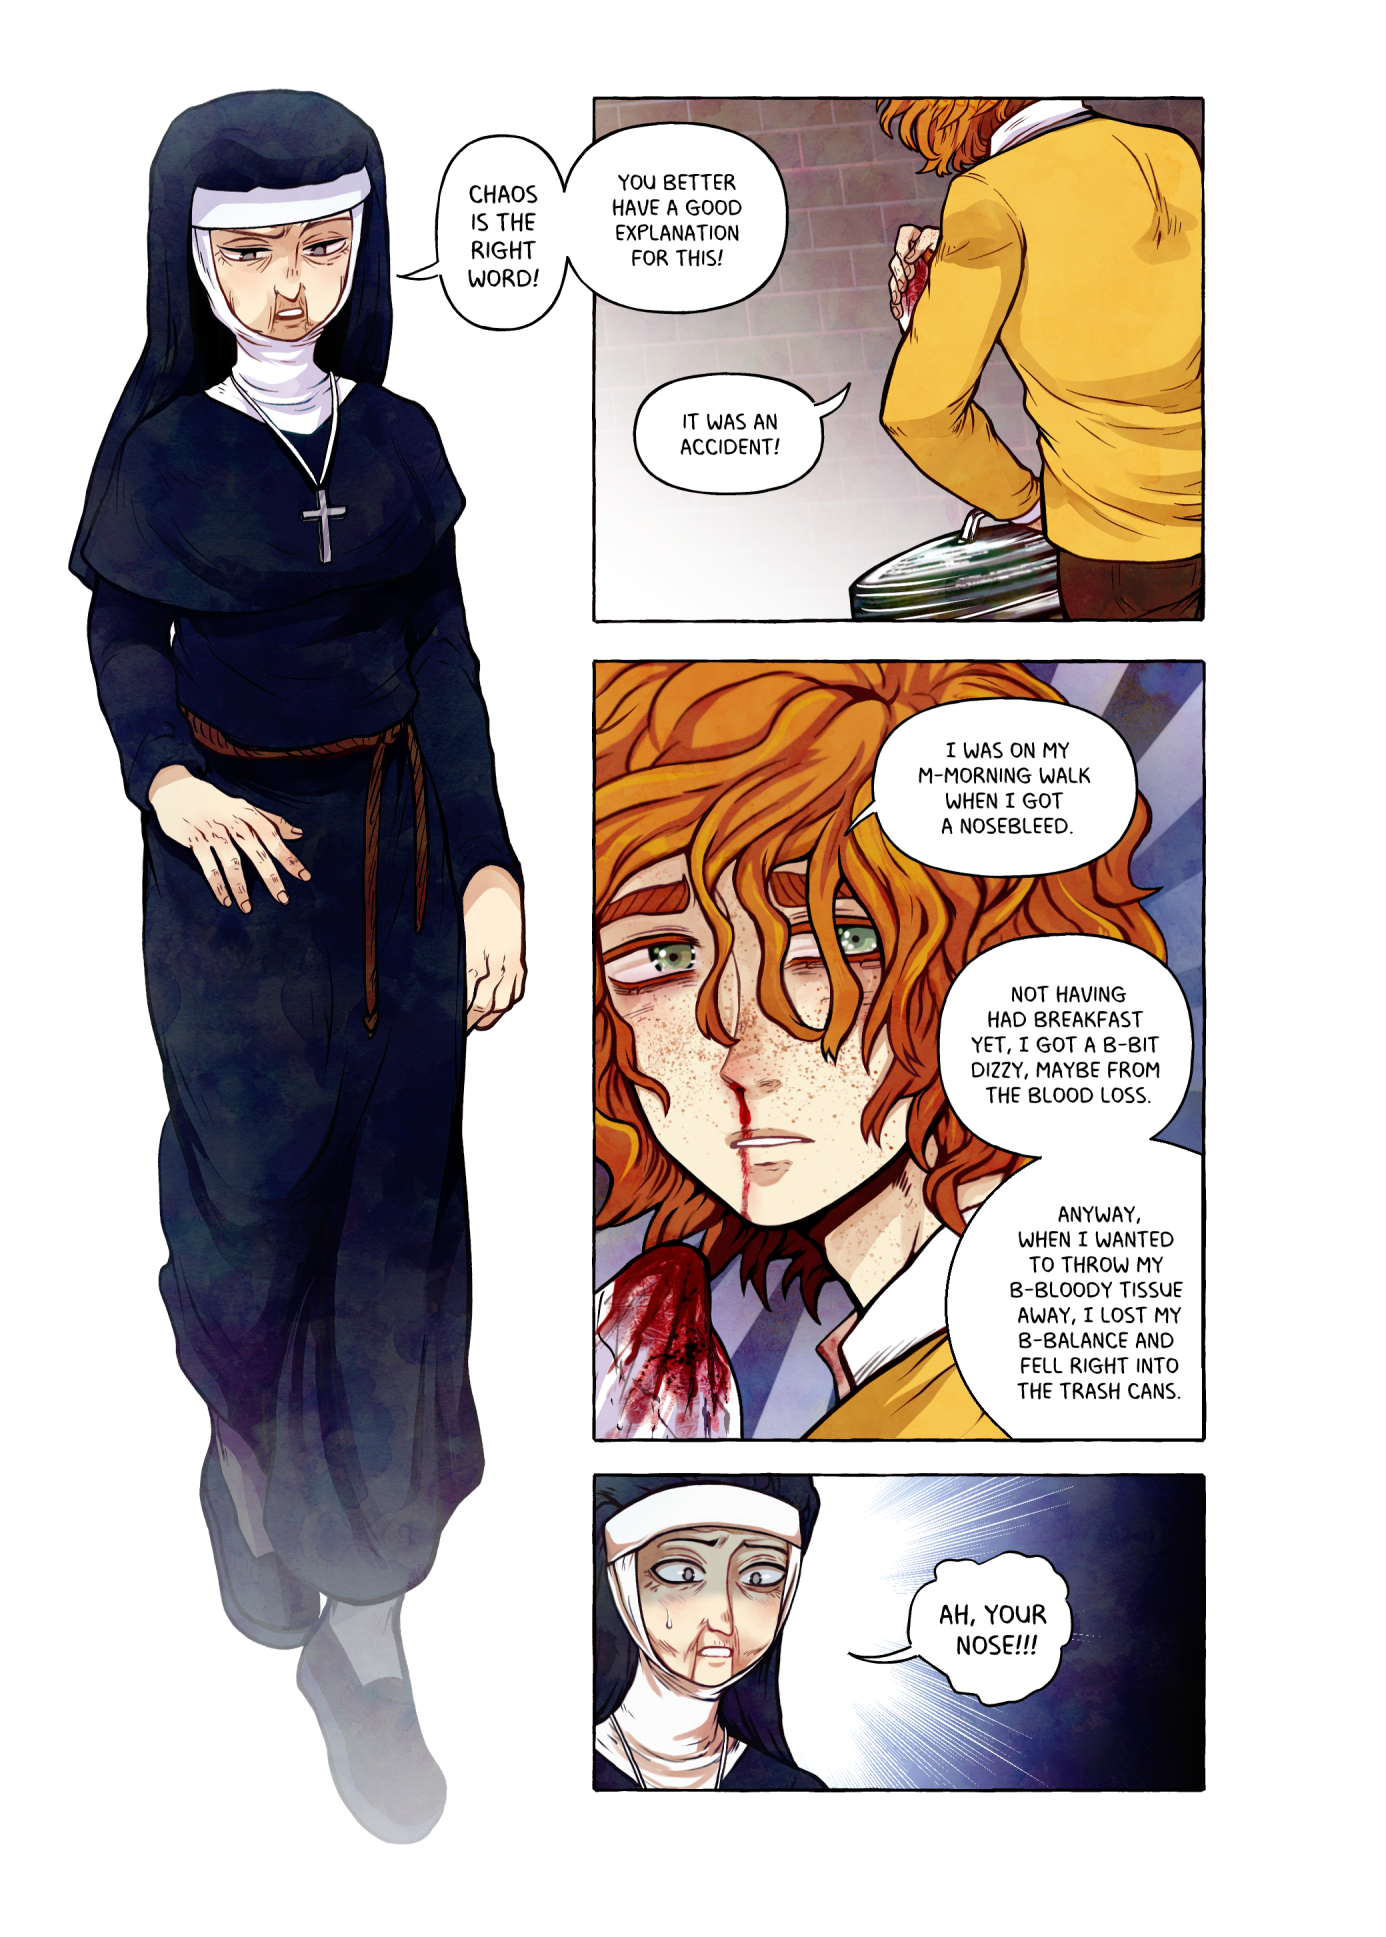 CHAOS
IS THE
RIGHT
WORD!
YOU BETTER
HAVE A GOOD
EXPLANATION
FOR THIS!
IT WAS AN
ACCIDENT!
I WAS ON MY
M-MORNING WALK
WHEN I GOT
A NOSEBLEED.
NOT HAVING
HAD BREAKFAST
YET, I GOT A B-BIT
DIZZY, MAYBE FROM
THE BLOOD LOSS.
ANYWAY,
WHEN I WANTED
TO THROW MY
B-BLOODY TISSUE
AWAY, I LOST MY
B-BALANCE AND
FELL RIGHT INTO
THE TRASH CANS.
AH, YOUR
NOSE!!!